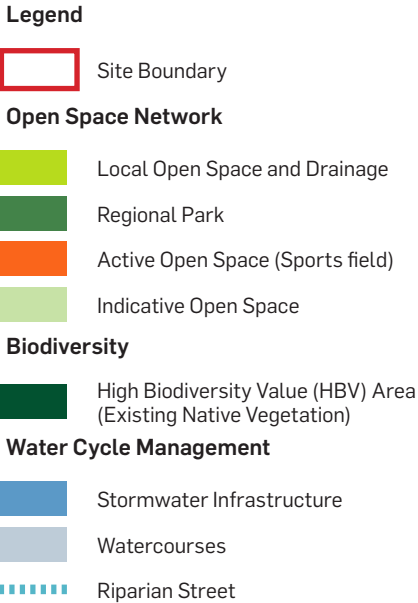 Legend
Site Boundary
Open Space Network
Local Open Space and Drainage
Regional Park
Active Open Space (Sports field)
Indicative Open Space
Biodiversity
High Biodiversity Value (HBV) Area
(Existing Native Vegetation)
Water Cycle Management
Stormwater Infrastructure
Watercourses
Riparian Street